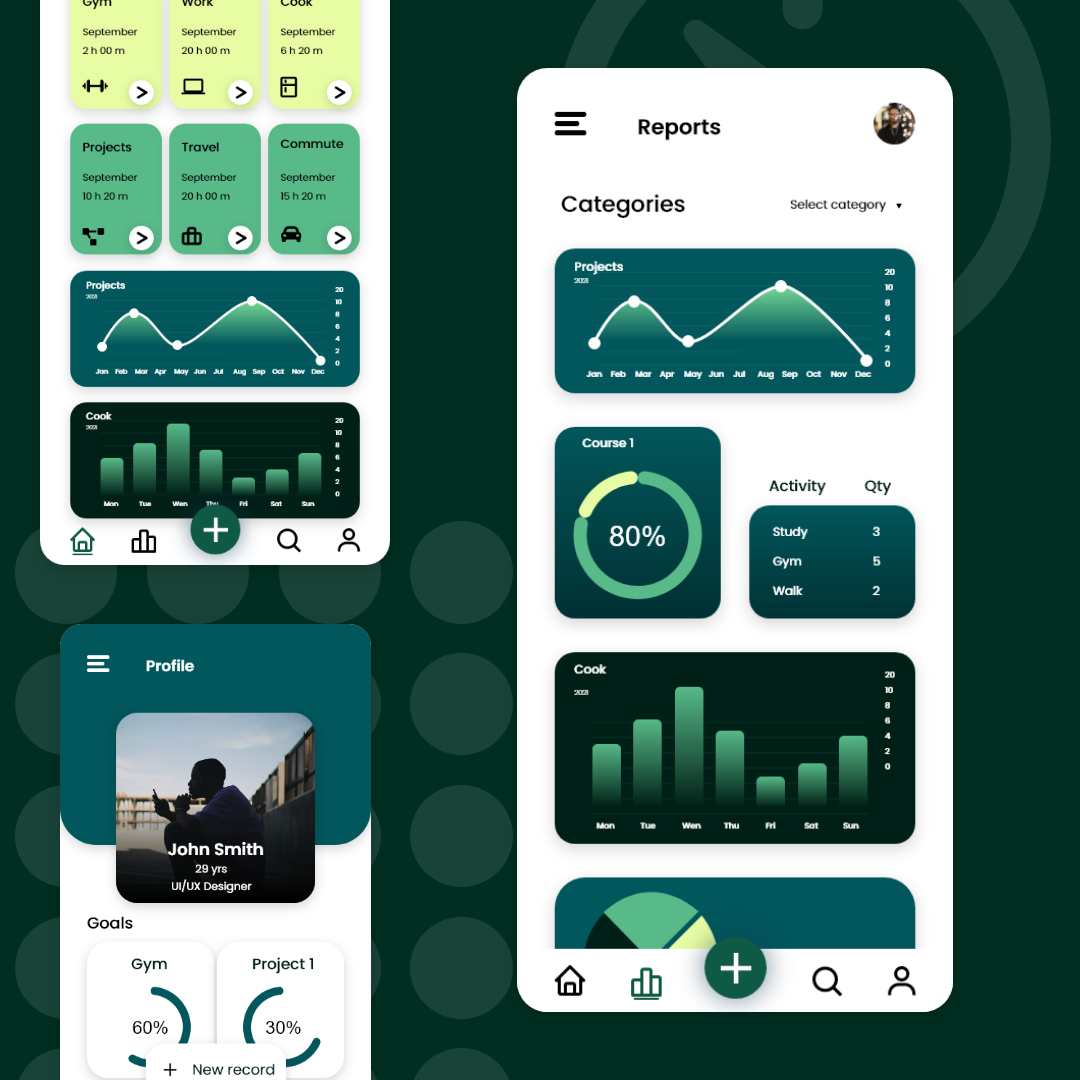 Gym Work Cook
September September September
2 h 00 m 20 h 00 m 6 h 20 m
Projects Travel Commute
September September September
10 h 20 m 20 h 00 m 15 h 20 m
Projects
2021
20
10
8
6
4
2
0
Jan Feb Mar Apr May Jun Jul Aug Sep Oct Nov Dec
Cook
2021
20
10
8
6
4
2
0
Mon Tue Wen Thu Fri Sat Sun
Profile
John Smith
29 yrs
UI/UX Designer
Goals
Gym Project 1
60% 30%
+ New record
Reports
Categories Select category
Projects
2021
20
10
8
6
4
2
0
Jan Feb Mar Apr May Jun Jul Aug Sep Oct Nov Dec
Course 1
80%
Activity Qty
Study 3
Gym 5
Walk 2
Cook
2021
20
10
8
6
4
2
0
Mon Tue Wen Thu Fri Sat Sun